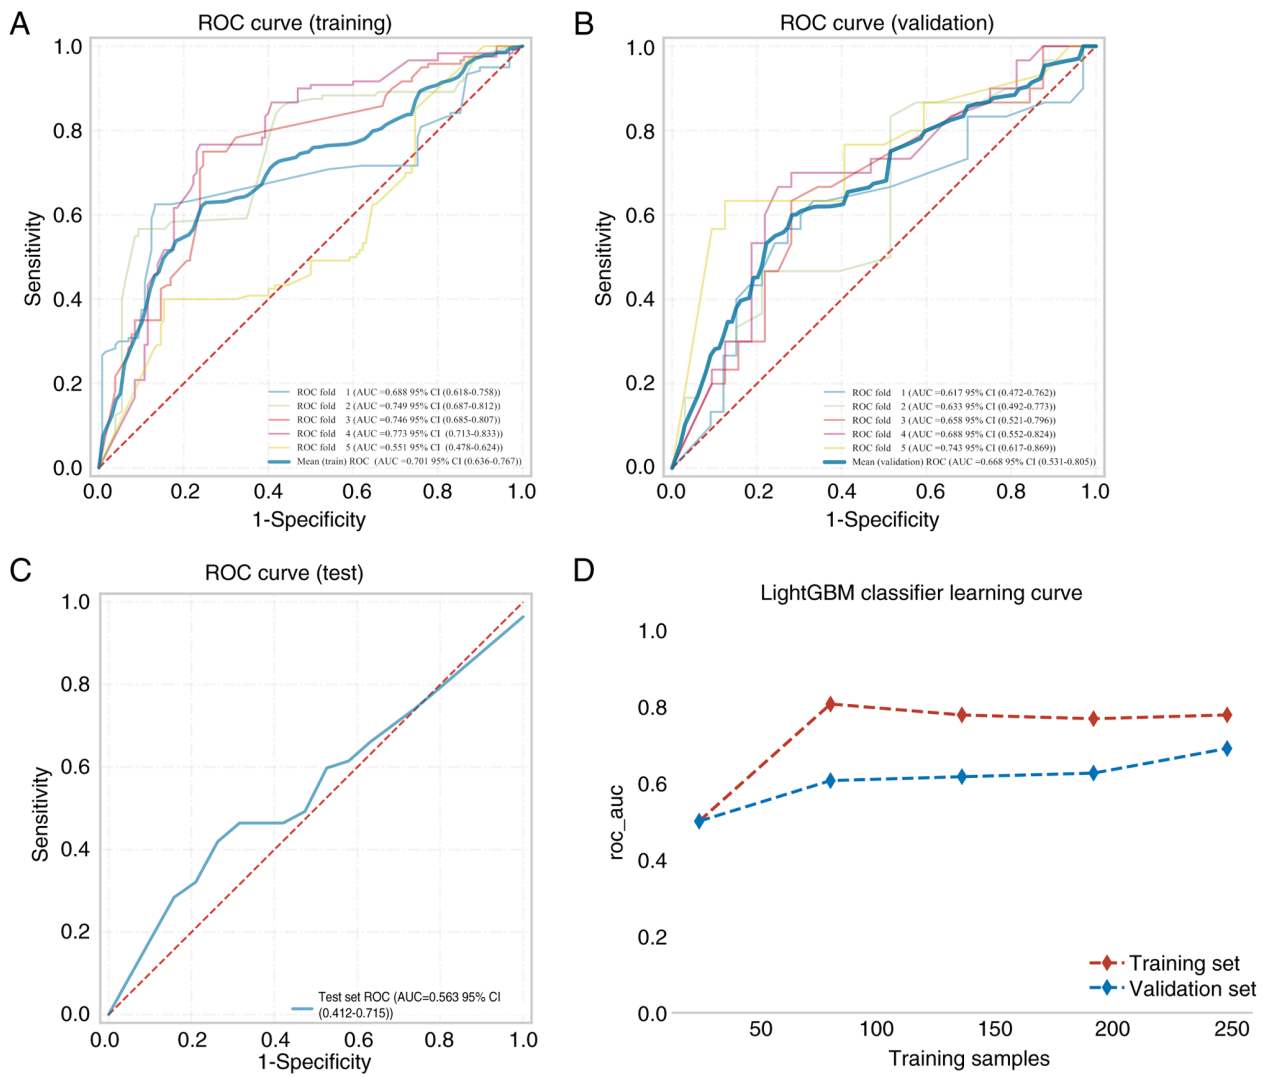 A
ROC curve (training)
1.0
0.8
0.6
0.4
0.2
0.0
Sensitivity
ROC fold 1 (AUC =0.688 95% CI (0.618-0.758))
ROC fold 2 (AUC =0.749 95% CI (0.687-0.812))
ROC fold 3 (AUC =0.746 95% CI (0.685-0.807))
ROC fold 4 (AUC =0.773 95% CI (0.713-0.833))
ROC fold 5 (AUC =0.551 95% CI (0.478-0.624))
Mean (train) ROC (AUC =0.701 95% CI (0.636-0.767))
0.0 0.2 0.4 0.6 0.8 1.0
1-Specificity
B
ROC curve (validation)
1.0
0.8
0.6
0.4
0.2
0.0
Sensitivity
ROC fold 1 (AUC =0.617 95% CI (0.472-0.762))
ROC fold 2 (AUC =0.633 95% CI (0.492-0.773))
ROC fold 3 (AUC =0.658 95% CI (0.521-0.796))
ROC fold 4 (AUC =0.688 95% CI (0.552-0.824))
ROC fold 5 (AUC =0.743 95% CI (0.617-0.869))
Mean (validation) ROC (AUC =0.668 95% CI (0.531-0.805))
0.0 0.2 0.4 0.6 0.8 1.0
1-Specificity
C
ROC curve (test)
1.0
0.8
0.6
0.4
0.2
0.0
Sensitivity
Test set ROC (AUC=0.563 95% CI
(0.412-0.715))
0.0 0.2 0.4 0.6 0.8 1.0
1-Specificity
D
LightGBM classifier learning curve
1.0
0.8
0.6
0.4
0.2
0.0
roc_auc
Training set
Validation set
50 100 150 200 250
Training samples